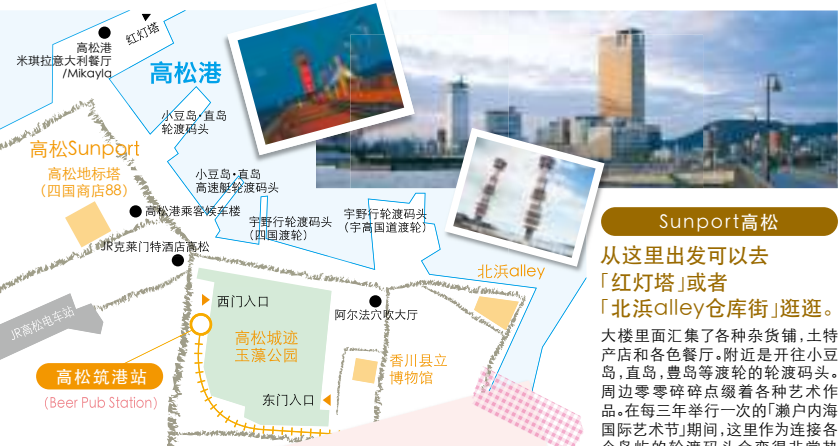 红灯塔
高松港
米琪拉意大利餐厅
/Mikayla
高松港
小豆岛·直岛
轮渡码头
高松Sunport
高松地标塔
（四国商店88）
小豆岛·直岛
高速艇轮渡码头
高松港乘客候车楼
宇野行轮渡码头
（四国渡轮）
宇野行轮渡码头
（宇高国道渡轮）
JR克莱门特酒店高松
北浜alley
西门入口
阿尔法穴吹大厅
JR高松电车站
高松城迹
玉藻公园
香川县立
博物馆
高松筑港站
(Beer Pub Station)
东门入口
Sunport高松
从这里出发可以去
「红灯塔」或者
「北浜alley仓库街」逛逛。
大楼里面汇集了各种杂货铺，土特
产店和各色餐厅。附近是开往小豆
岛，直岛，豊岛等渡轮的轮渡码头。
周边零零碎碎点缀着各种艺术作
品。在每三年举行一次的「濑户内海
国际艺术节」期间，这里作为连接各